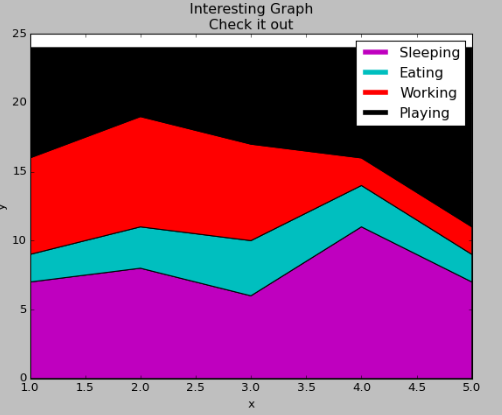 Interesting Graph
Check it out
25
20
15
10
5
0
y
Sleeping
Eating
Working
Playing
1.0 1.5 2.0 2.5 3.0 3.5 4.0 4.5 5.0
x